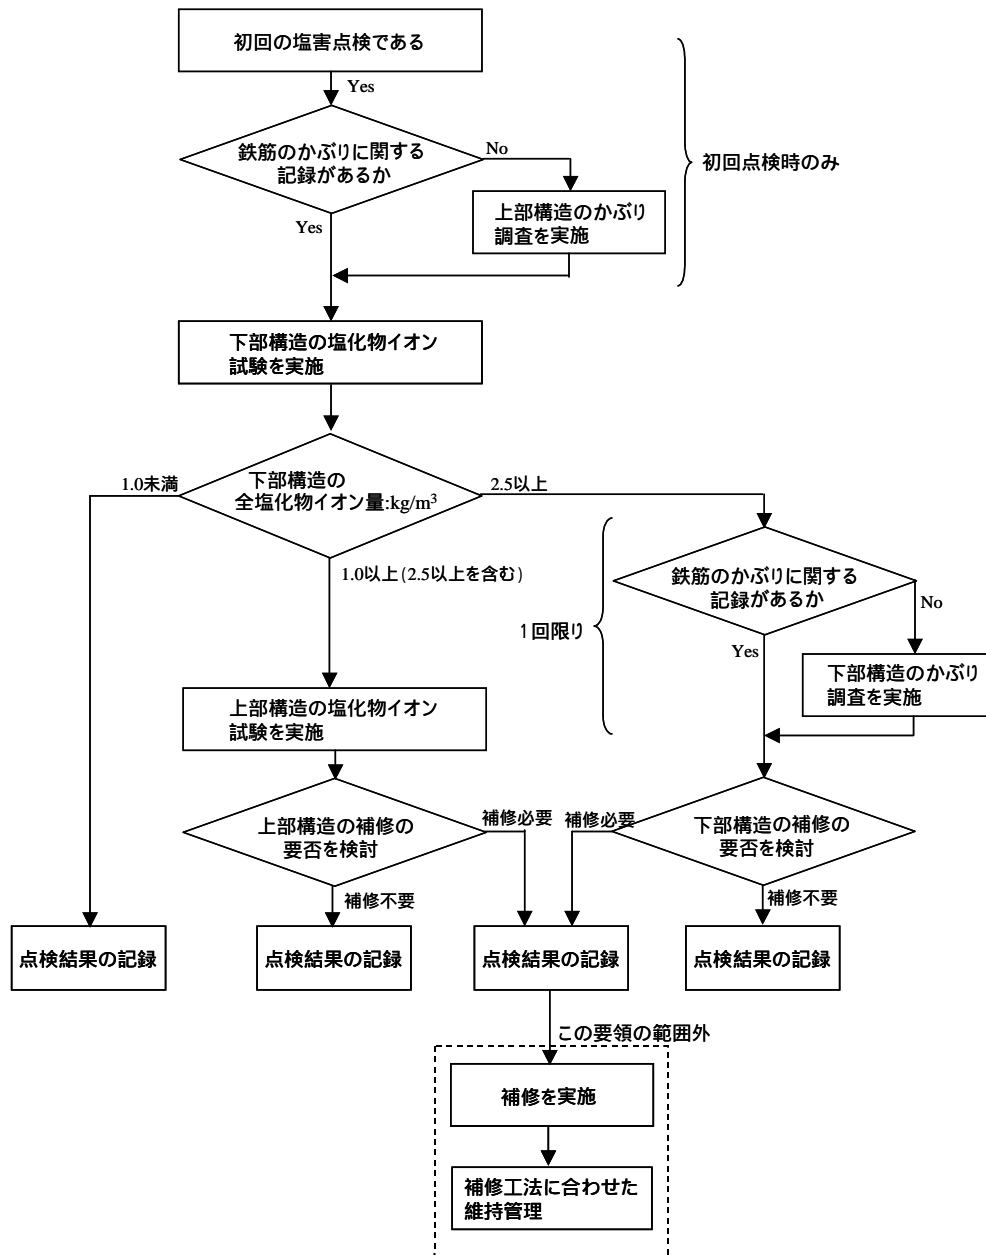 初回の塩害点検である
Yes
鉄筋のかぶりに関する
記録があるか
No
初回点検時のみ
上部構造のかぶり
調査を実施
Yes
下部構造の塩化物イオン
試験を実施
1.0未満
下部構造の
全塩化物イオン量:kg/m³
2.5以上
1.0以上(2.5以上を含む)
鉄筋のかぶりに関する
記録があるか
No
1回限り
Yes
下部構造のかぶり
調査を実施
上部構造の塩化物イオン
試験を実施
上部構造の補修の
要否を検討
補修必要
補修必要
下部構造の補修の
要否を検討
補修不要
補修不要
点検結果の記録
点検結果の記録
点検結果の記録
点検結果の記録
この要領の範囲外
補修を実施
補修工法に合わせた
維持管理